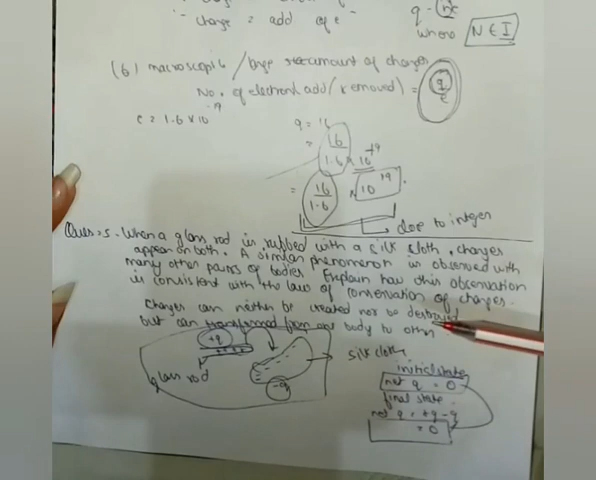 charge = add of e⁻
q = ne
where N ∈ I
(b) macroscopic / large amount of charges
No. of electrond add (x removed) = q/e
e = 1.6 x 10⁻¹⁹
q = 16
= 16 / 1.6 x 10⁻¹⁹
= 16/1.6 x 10¹⁹
due to integer
Ques:5. When a glass rod is rubbed with a silk cloth, charges
appear on both. A similar phenomenon is observed with
many other pairs of bodies. Explain how this observation
is consistent with the law of conservation of charges.
Charges can neither be created nor be destroyed
but can transformed from one body to other
+q
silk cloth
glass rod
-q
initial state
net q = 0
final state
net q = +q - q
= 0